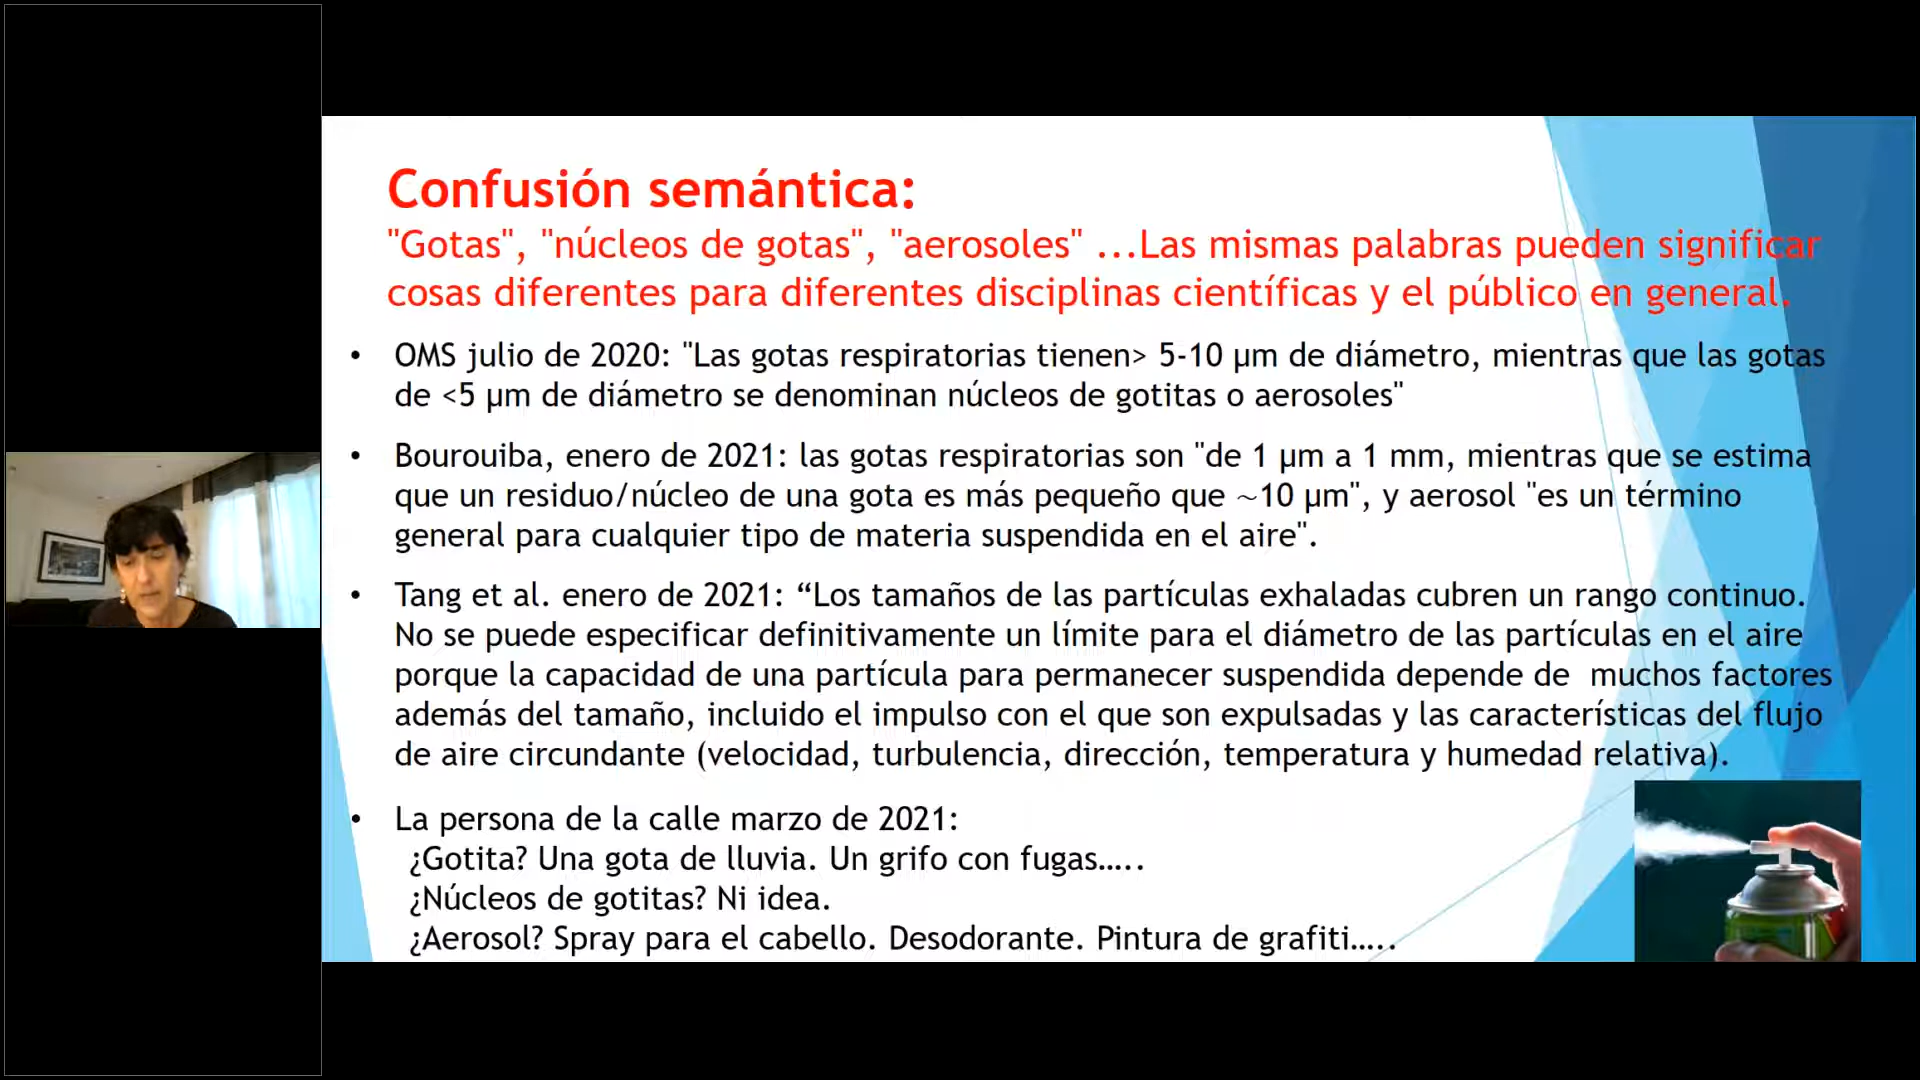 Confusión semántica:
"Gotas", "núcleos de gotas", "aerosoles" ...Las mismas palabras pueden significar
cosas diferentes para diferentes disciplinas científicas y el público en general.
• OMS julio de 2020: "Las gotas respiratorias tienen> 5-10 µm de diámetro, mientras que las gotas
de <5 µm de diámetro se denominan núcleos de gotitas o aerosoles"
• Bourouiba, enero de 2021: las gotas respiratorias son "de 1 µm a 1 mm, mientras que se estima
que un residuo/núcleo de una gota es más pequeño que ~10 µm", y aerosol "es un término
general para cualquier tipo de materia suspendida en el aire".
• Tang et al. enero de 2021: “Los tamaños de las partículas exhaladas cubren un rango continuo.
No se puede especificar definitivamente un límite para el diámetro de las partículas en el aire
porque la capacidad de una partícula para permanecer suspendida depende de  muchos factores
además del tamaño, incluido el impulso con el que son expulsadas y las características del flujo
de aire circundante (velocidad, turbulencia, dirección, temperatura y humedad relativa).
• La persona de la calle marzo de 2021:
¿Gotita? Una gota de lluvia. Un grifo con fugas…..
¿Núcleos de gotitas? Ni idea.
¿Aerosol? Spray para el cabello. Desodorante. Pintura de grafiti…..